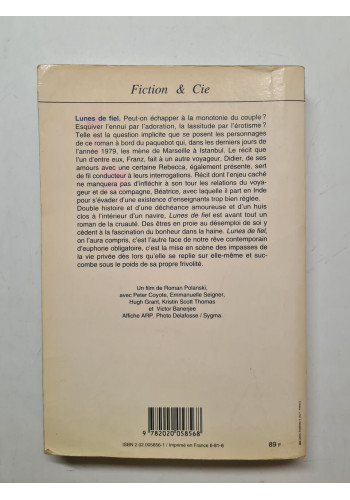 Fiction & Cie
Lunes de fiel. Peut-on échapper à la monotonie du couple ?
Esquiver l'ennui par l'adoration, la lassitude par l'érotisme ?
Telle est la question implicite que se posent les personnages
de ce roman à bord du paquebot qui, dans les derniers jours de
l'année 1979, les mène de Marseille à Istanbul. Le récit que
l'un d'entre eux, Franz, fait à un autre voyageur, Didier, de ses
amours avec une certaine Rebecca, également présente, sert
de fil conducteur à leurs interrogations. Récit dont l'enjeu caché
ne manquera pas d'infléchir à son tour les relations du voya-
geur et de sa compagne, Béatrice, avec laquelle il part en Inde
pour s'évader d'une existence d'enseignants trop bien réglée.
Double histoire et d'une déchéance amoureuse et d'un huis
clos à l'intérieur d'un navire, Lunes de fiel est avant tout un
roman de la cruauté. Des êtres en proie au désemploi de soi y
cèdent à la fascination du bonheur dans la haine. Lunes de fiel,
on l'aura compris, c'est l'autre face de notre rêve contemporain
d'euphorie obligatoire, c'est la mise en scène des impasses de
la vie privée dès lors qu'elle se replie sur elle-même et suc-
combe sous le poids de sa propre frivolité.
Un film de Roman Polanski,
avec Peter Coyote, Emmanuelle Seigner,
Hugh Grant, Kristin Scott Thomas
et Victor Banerjee
Affiche ARP. Photo Delafosse / Sygma.
9 782020 058568
ISBN 2.02.005856-1 / Imprimé en France 8-81-6
89 F